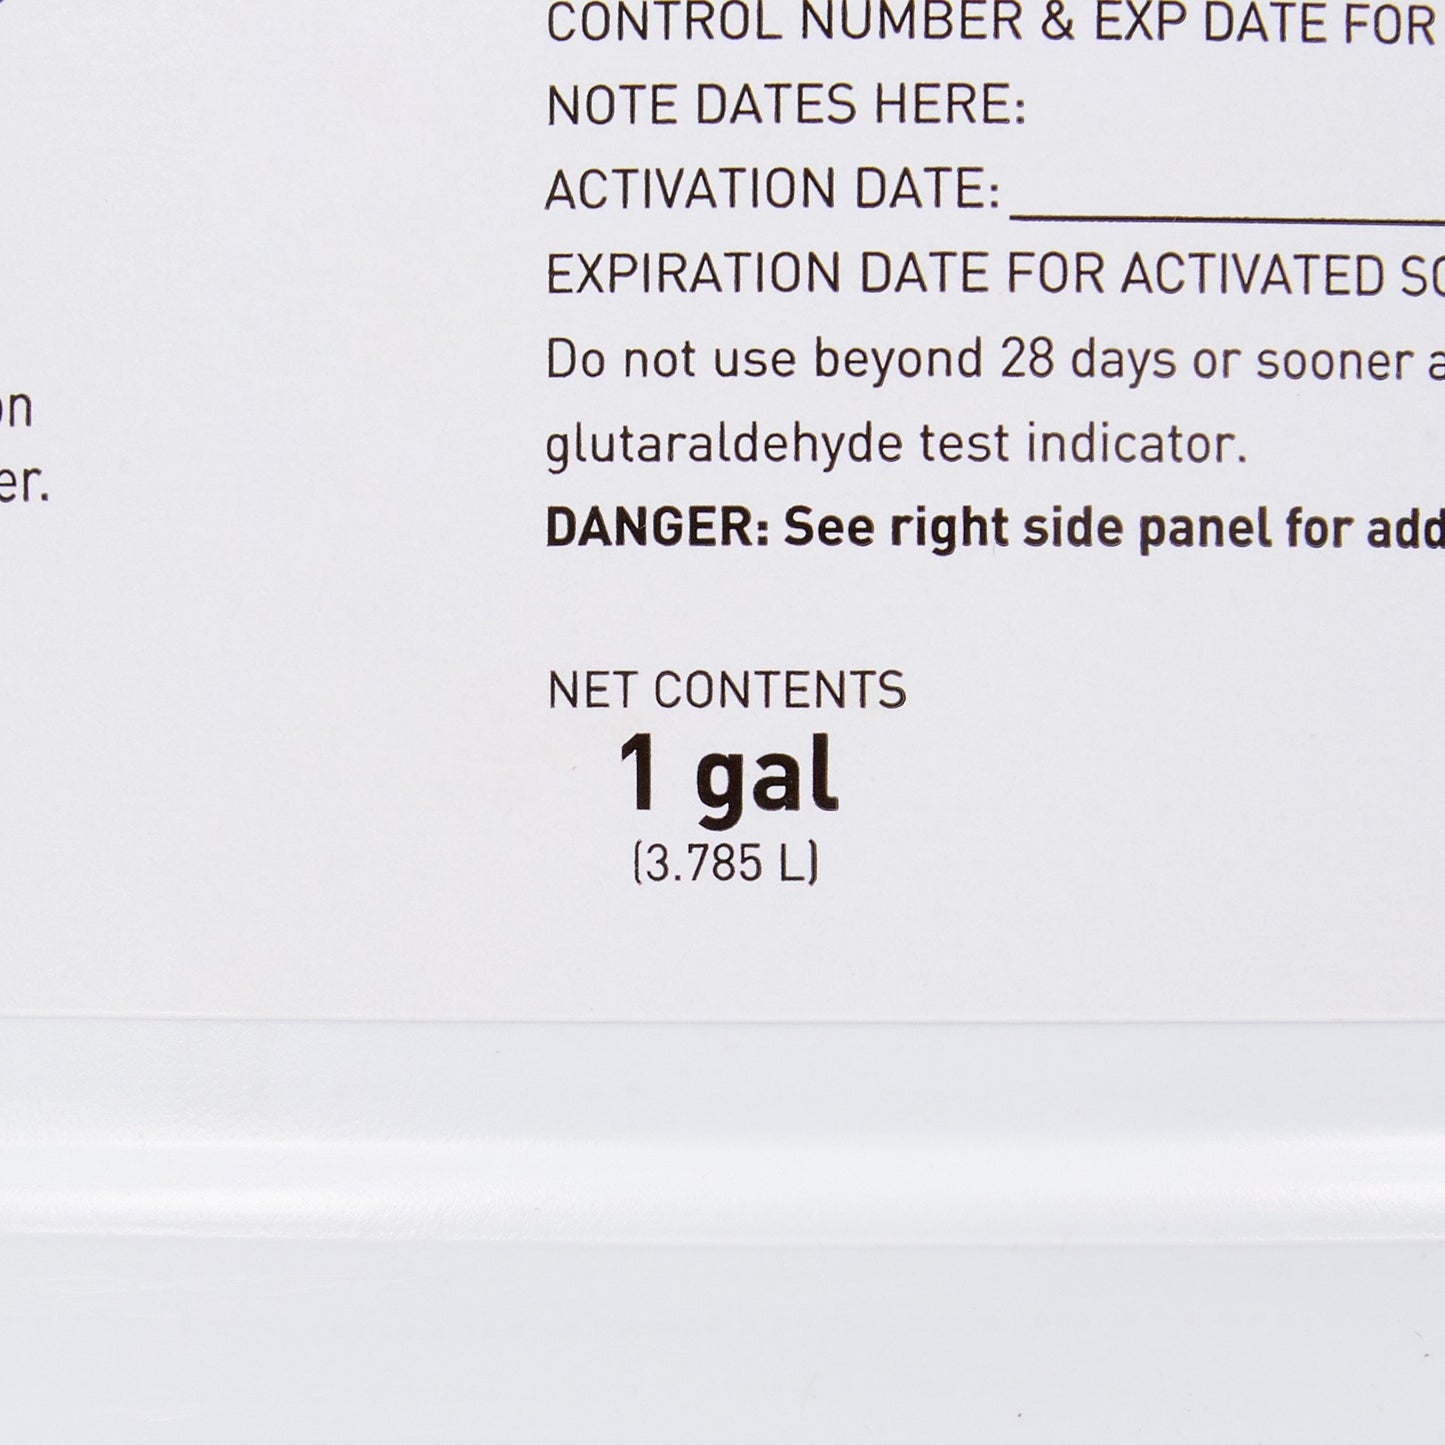 CONTROL NUMBER & EXP DATE FOR
NOTE DATES HERE:
ACTIVATION DATE:
EXPIRATION DATE FOR ACTIVATED
Do not use beyond 28 days or sooner
glutaraldehyde test indicator.
DANGER: See right side panel for
er.
NET CONTENTS
1 gal
(3.785 L)